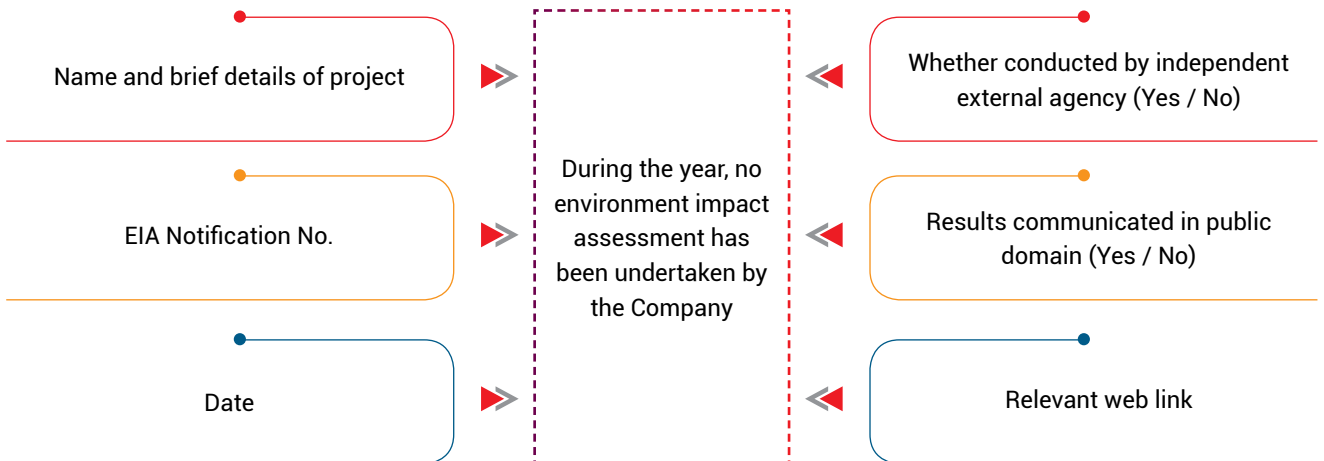 Name and brief details of project
EIA Notification No.
Date
During the year, no
environment impact
assessment has
been undertaken by
the Company
Whether conducted by independent
external agency (Yes / No)
Results communicated in public
domain (Yes / No)
Relevant web link